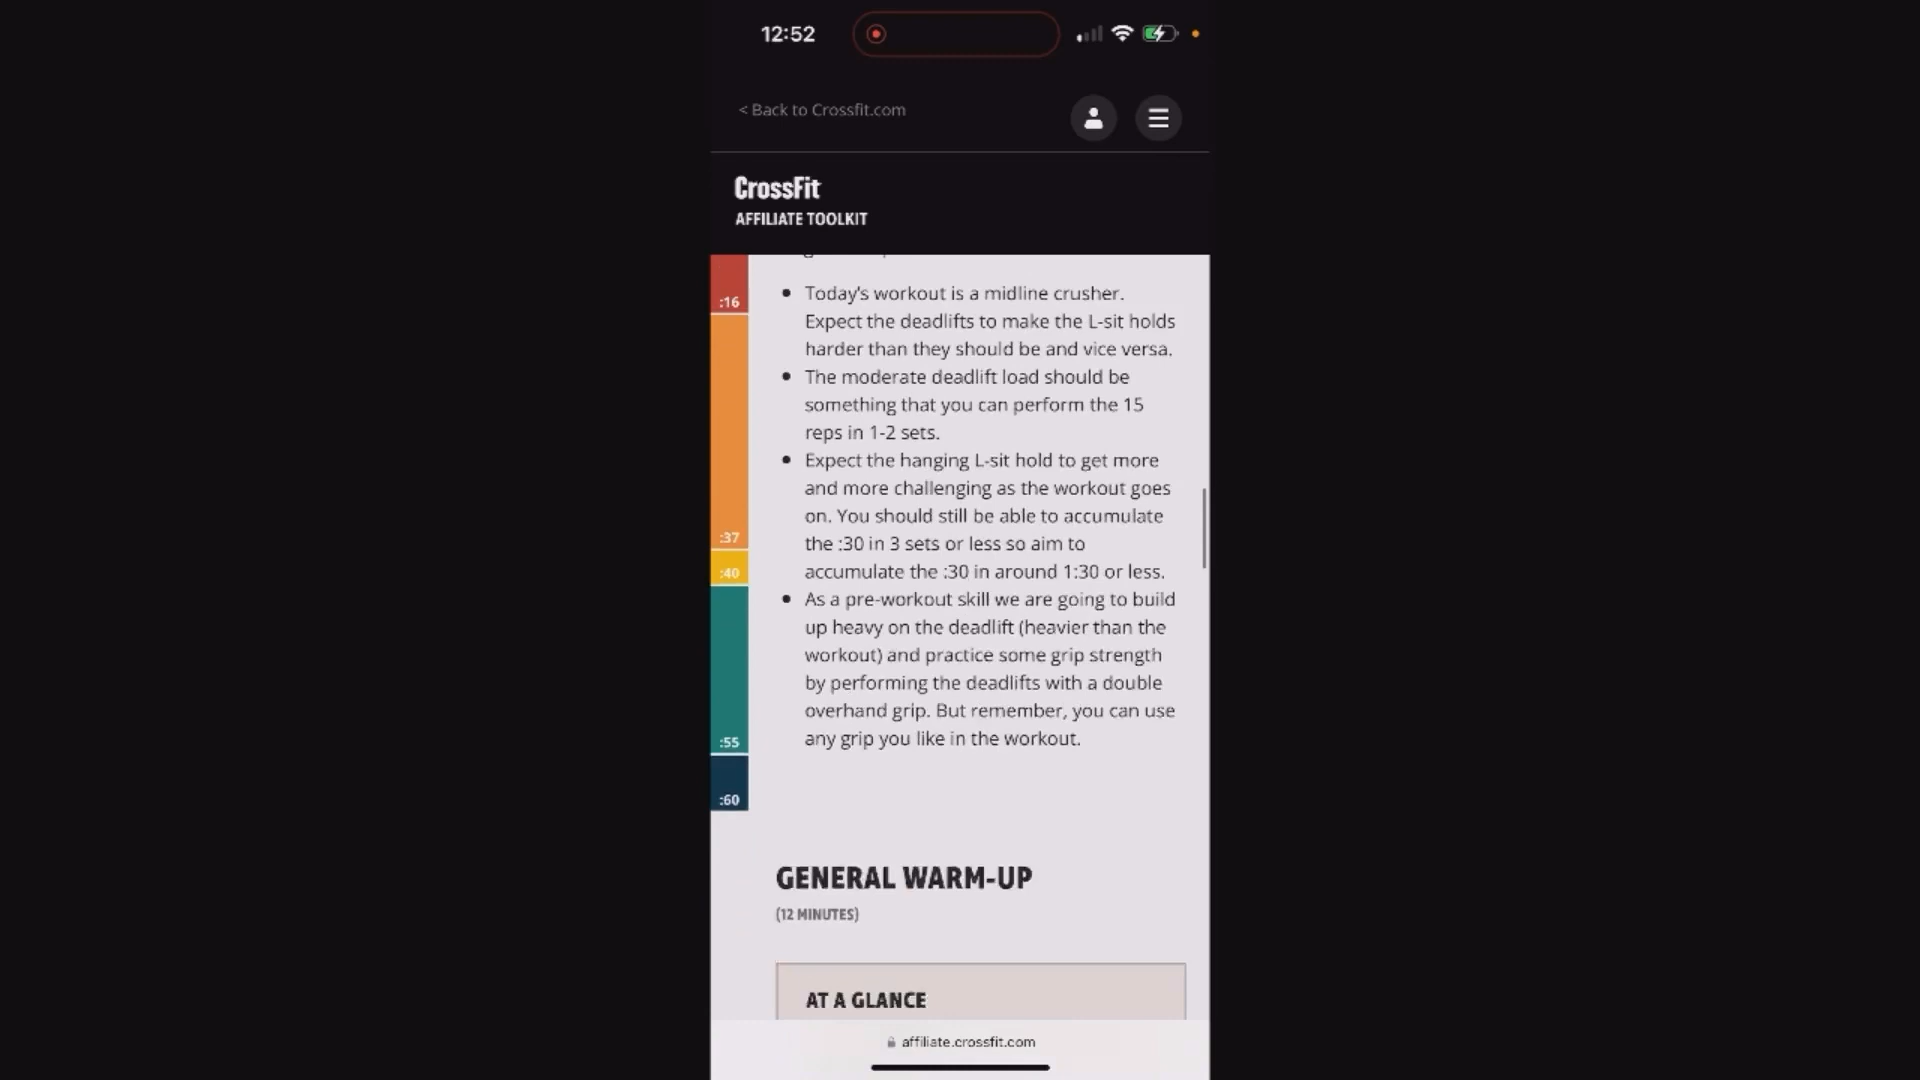 12:52
< Back to Crossfit.com
CrossFit
AFFILIATE TOOLKIT
:16
:37
:40
:55
:60
• Today's workout is a midline crusher.
Expect the deadlifts to make the L-sit holds
harder than they should be and vice versa.
• The moderate deadlift load should be
something that you can perform the 15
reps in 1-2 sets.
• Expect the hanging L-sit hold to get more
and more challenging as the workout goes
on. You should still be able to accumulate
the :30 in 3 sets or less so aim to
accumulate the :30 in around 1:30 or less.
• As a pre-workout skill we are going to build
up heavy on the deadlift (heavier than the
workout) and practice some grip strength
by performing the deadlifts with a double
overhand grip. But remember, you can use
any grip you like in the workout.
GENERAL WARM-UP
(12 MINUTES)
AT A GLANCE
affiliate.crossfit.com